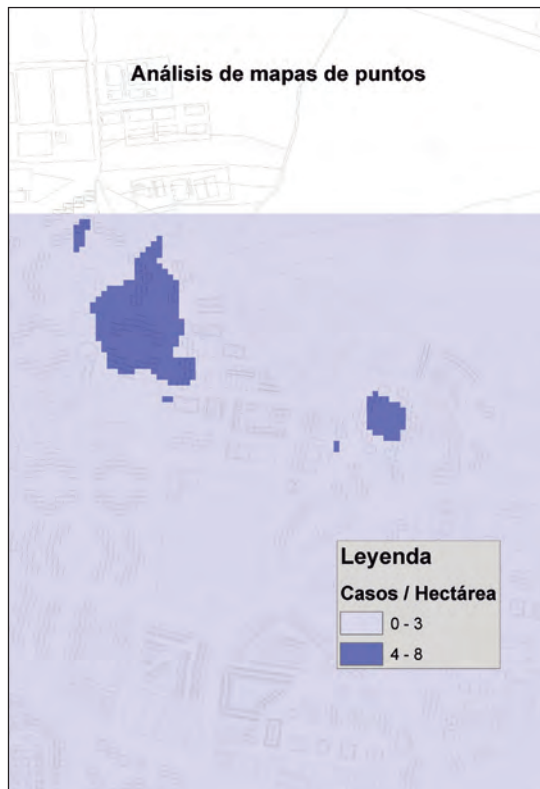 Análisis de mapas de puntos
Leyenda
Casos / Hectárea
0 - 3
4 - 8